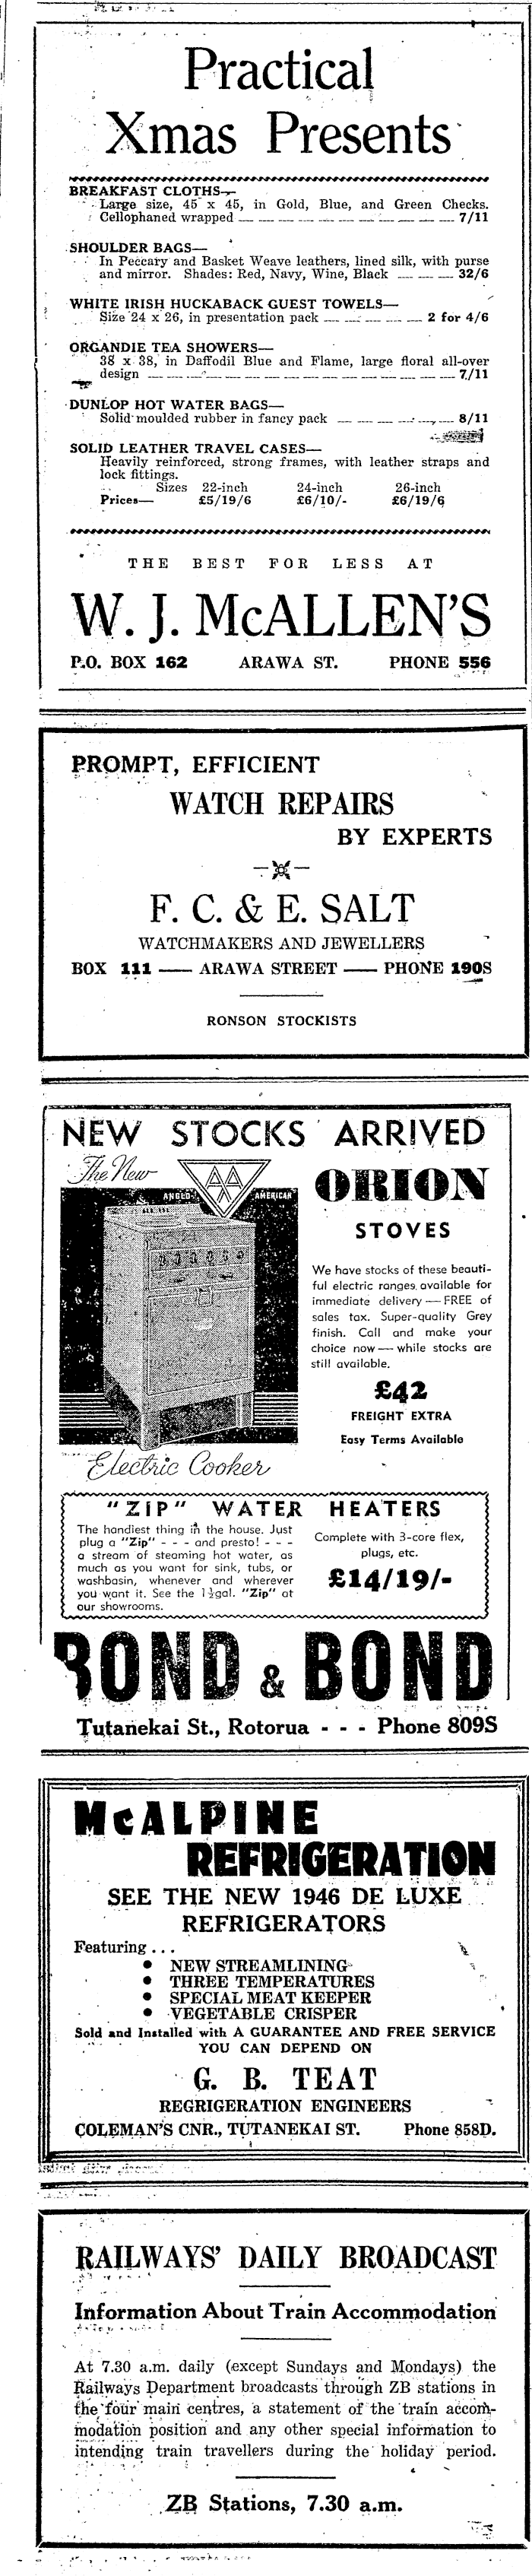 Practical
Xmas Presents
BREAKFAST CLOTHS—
Large size, 45 x 45, in Gold, Blue, and Green Checks.
Cellophaned wrapped — — — — — — — — 7/11
SHOULDER BAGS—
In Peccary and Basket Weave leathers, lined silk, with purse
and mirror. Shades: Red, Navy, Wine, Black — — — 32/6
WHITE IRISH HUCKABACK GUEST TOWELS—
Size 24 x 26, in presentation pack — — — — — 2 for 4/6
ORGANDIE TEA SHOWERS—
38 x 38, in Daffodil Blue and Flame, large floral all-over
design — — — — — — — — — — — 7/11
DUNLOP HOT WATER BAGS—
Solid moulded rubber in fancy pack — — — — — 8/11
SOLID LEATHER TRAVEL CASES—
Heavily reinforced, strong frames, with leather straps and
lock fittings.
Sizes 22-inch 24-inch 26-inch
Prices— £5/19/6 £6/10/- £6/19/6
THE BEST FOR LESS AT
W. J. McALLEN'S
P.O. BOX 162 ARAWA ST. PHONE 556
PROMPT, EFFICIENT
WATCH REPAIRS
BY EXPERTS
F. C. & E. SALT
WATCHMAKERS AND JEWELLERS
BOX 111 — ARAWA STREET — PHONE 190S
RONSON STOCKISTS
NEW STOCKS ARRIVED
The New
AA
ANGLO- AMERICAN
Electric Cooker
ORION
STOVES
We have stocks of these beauti-
ful electric ranges available for
immediate delivery — FREE of
sales tax. Super-quality Grey
finish. Call and make your
choice now — while stocks are
still available.
£42
FREIGHT EXTRA
Easy Terms Available
"ZIP" WATER HEATERS
The handiest thing in the house. Just
plug a "Zip" - - - and presto! - - -
a stream of steaming hot water, as
much as you want for sink, tubs, or
washbasin, whenever and wherever
you want it. See the 1½gal. "Zip" at
our showrooms.
Complete with 3-core flex,
plugs, etc.
£14/19/-
BOND & BOND
Tutanekai St., Rotorua - - - Phone 809S
McALPINE
REFRIGERATION
SEE THE NEW 1946 DE LUXE
REFRIGERATORS
Featuring . . .
● NEW STREAMLINING
● THREE TEMPERATURES
● SPECIAL MEAT KEEPER
● VEGETABLE CRISPER
Sold and Installed with A GUARANTEE AND FREE SERVICE
YOU CAN DEPEND ON
G. B. TEAT
REGRIGERATION ENGINEERS
COLEMAN'S CNR., TUTANEKAI ST. Phone 858D.
RAILWAYS' DAILY BROADCAST
Information About Train Accommodation
At 7.30 a.m. daily (except Sundays and Mondays) the
Railways Department broadcasts through ZB stations in
the four main centres, a statement of the train accom-
modation position and any other special information to
intending train travellers during the holiday period.
ZB Stations, 7.30 a.m.